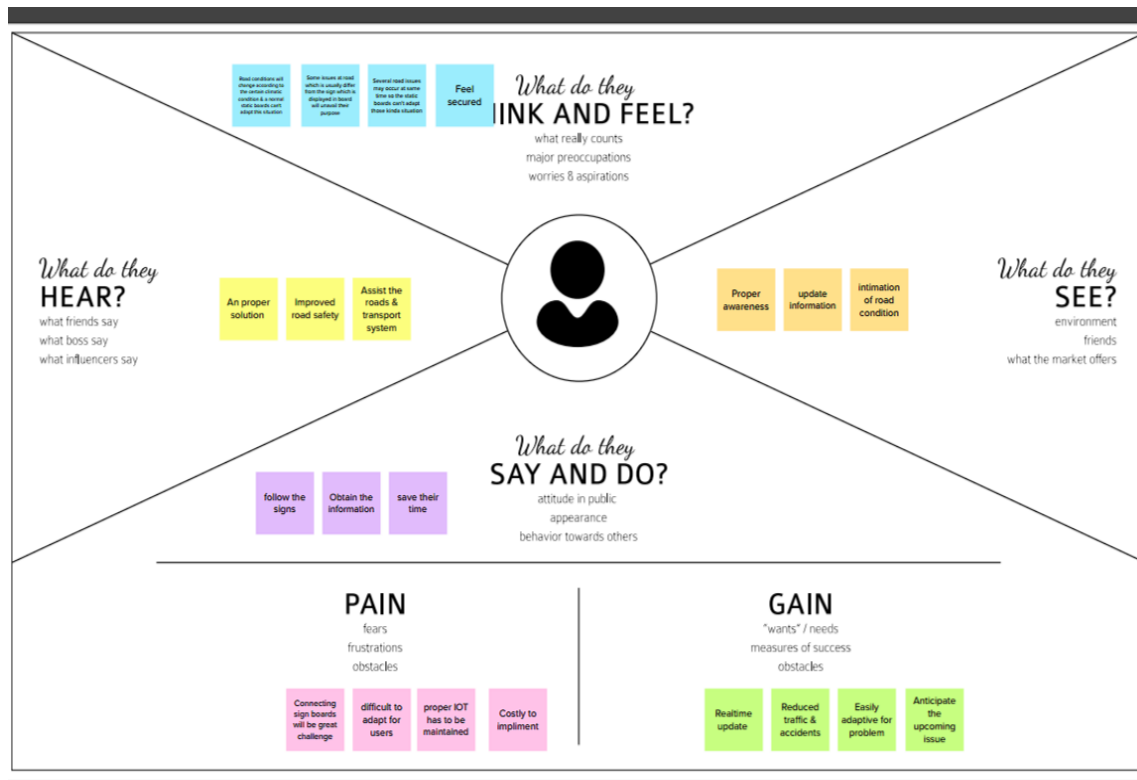 Road conditions will
change according to
the certain climatic
condition & a normal
static boards can't
adapt the situation
Some issues at road
which is usually differ
from the sign which is
displayed in board
will unravel their
purpose
Several road issues
may occur at same
time so the static
boards can't adapt
those kinda situation
Feel
secured
What do they
INK AND FEEL?
what really counts
major preoccupations
worries & aspirations
What do they
HEAR?
what friends say
what boss say
what influencers say
An proper
solution
Improved
road safety
Assist the
roads &
transport
system
Proper
awareness
update
information
intimation
of road
condition
What do they
SEE?
environment
friends
what the market offers
What do they
SAY AND DO?
attitude in public
appearance
behavior towards others
follow the
signs
Obtain the
information
save their
time
PAIN
fears
frustrations
obstacles
Connecting
sign boards
will be great
challenge
difficult to
adapt for
users
proper IOT
has to be
maintained
Costly to
impliment
GAIN
"wants" / needs
measures of success
obstacles
Realtime
update
Reduced
traffic &
accidents
Easily
adaptive for
problem
Anticipate
the
upcoming
issue